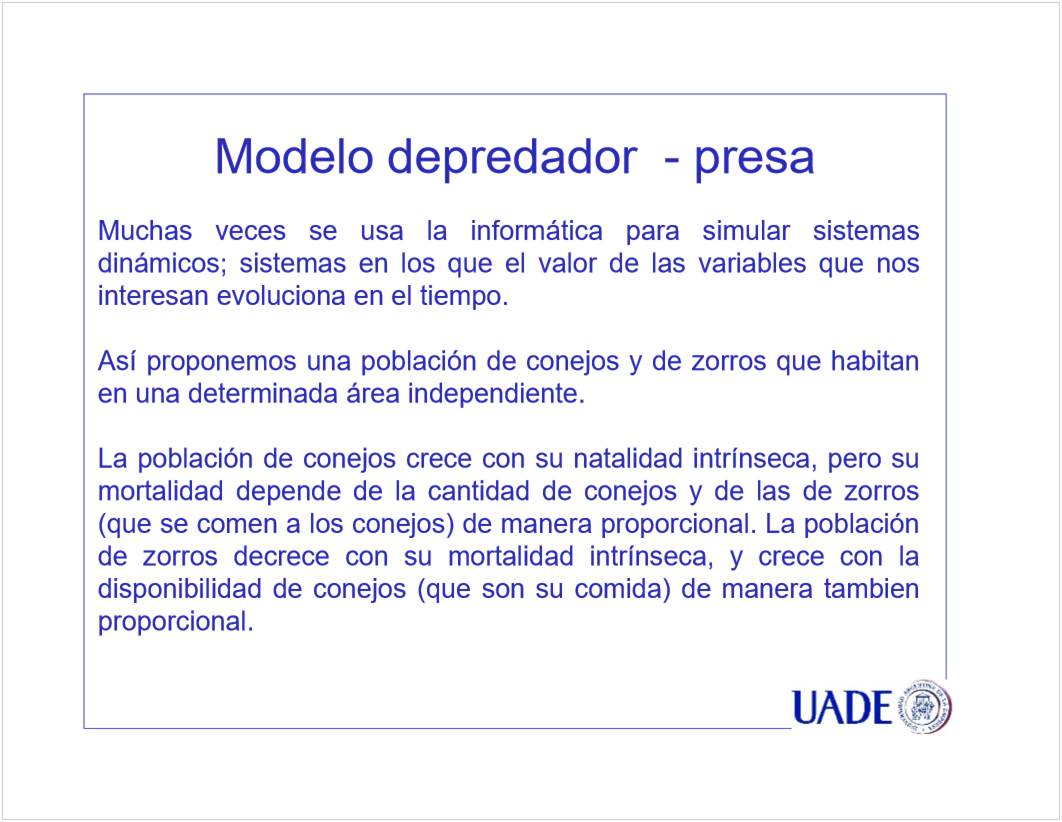 Modelo depredador - presa
Muchas veces se usa la informática para simular sistemas
dinámicos; sistemas en los que el valor de las variables que nos
interesan evoluciona en el tiempo.
Así proponemos una población de conejos y de zorros que habitan
en una determinada área independiente.
La población de conejos crece con su natalidad intrínseca, pero su
mortalidad depende de la cantidad de conejos y de las de zorros
(que se comen a los conejos) de manera proporcional. La población
de zorros decrece con su mortalidad intrínseca, y crece con la
disponibilidad de conejos (que son su comida) de manera tambien
proporcional.
UADE